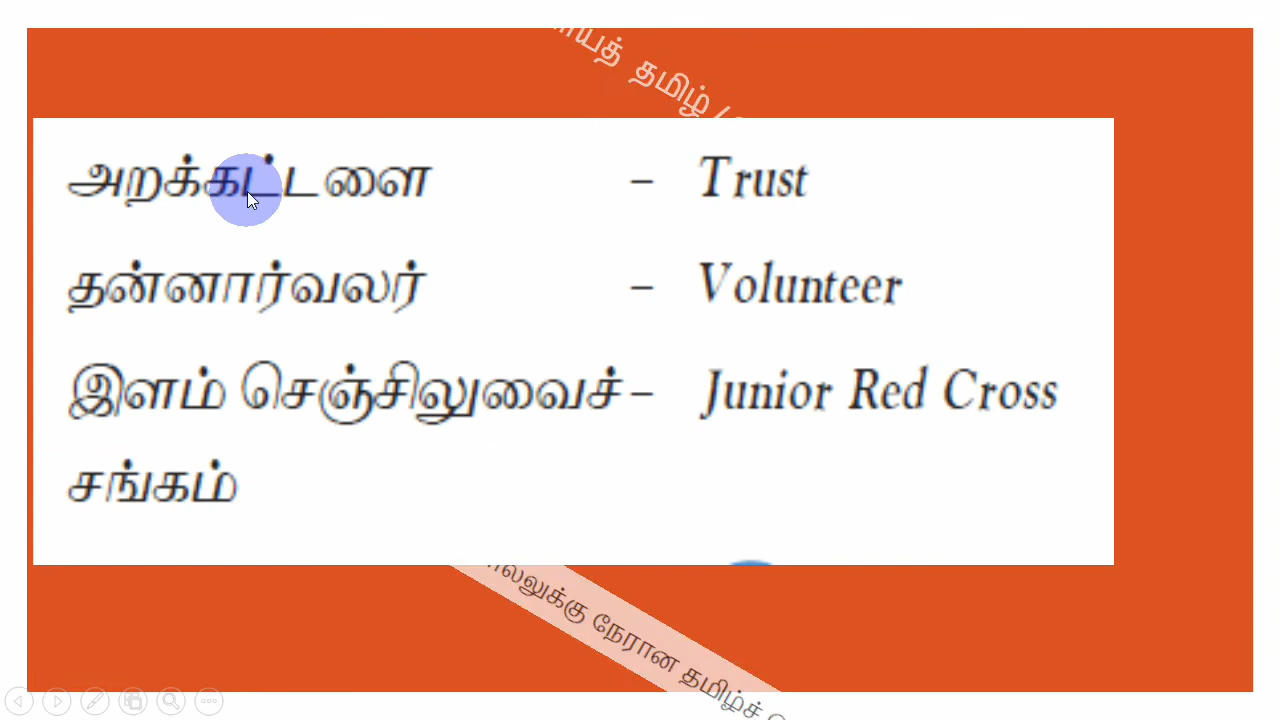 தமிழ்
அறக்கட்டளை – Trust
தன்னார்வலர் – Volunteer
இளம் செஞ்சிலுவைச் – Junior Red Cross
சங்கம்
நேரான தமிழ்ச்